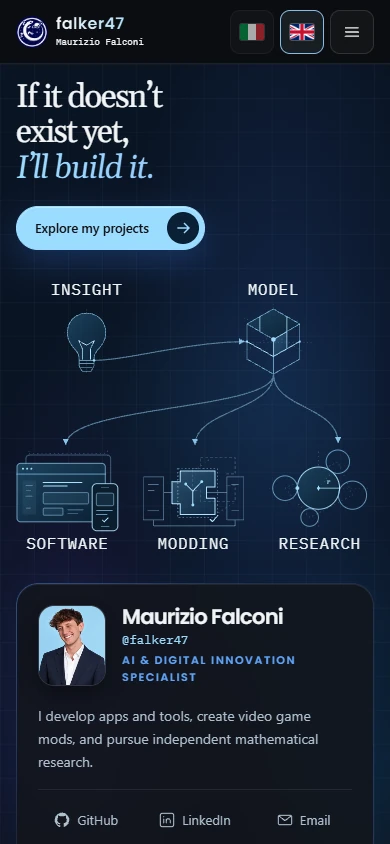 falker47
Maurizio Falconi
If it doesn’t
exist yet,
I’ll build it.
Explore my projects
INSIGHT
MODEL
r
SOFTWARE
MODDING
RESEARCH
Maurizio Falconi
@falker47
AI & DIGITAL INNOVATION
SPECIALIST
I develop apps and tools, create video game
mods, and pursue independent mathematical
research.
GitHub
LinkedIn
Email